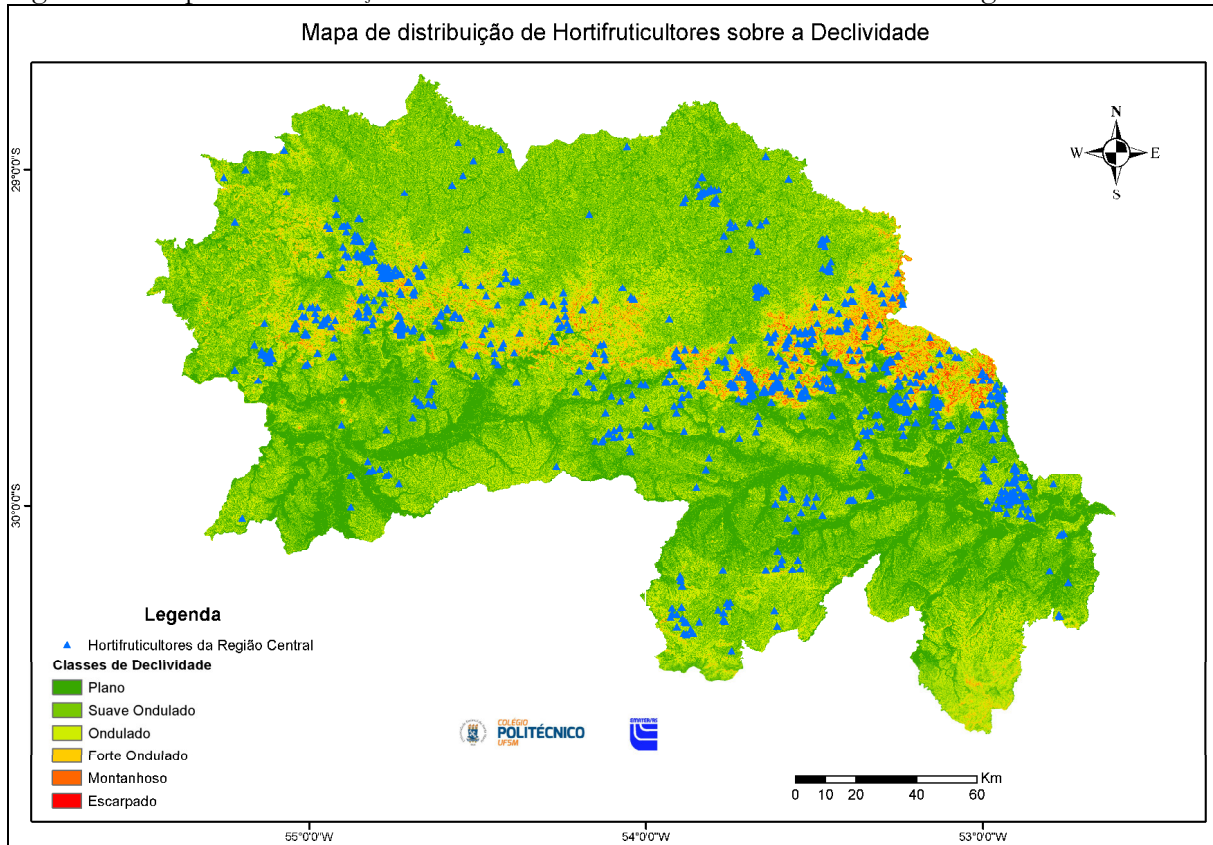 Mapa de distribuição de Hortifruticultores sobre a Declividade
N
W E
S
29°0'0"S
30°0'0"S
Legenda
Hortifruticultores da Região Central
Classes de Declividade
Plano
Suave Ondulado
Ondulado
Forte Ondulado
Montanhoso
Escarpado
COLÉGIO
POLITÉCNICO
UFSM
EMATER/RS
Km
0 10 20 40 60
55°0'0"W 54°0'0"W 53°0'0"W